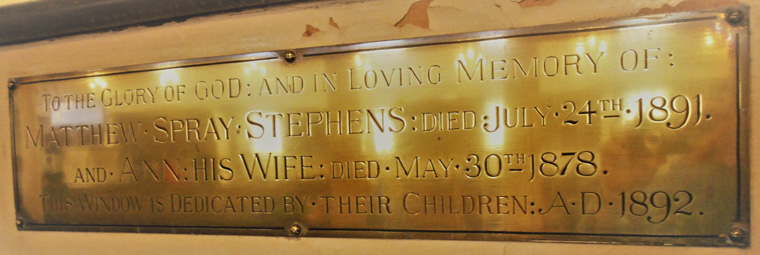 TO THE GLORY OF GOD: AND IN LOVING MEMORY OF:
MATTHEW·SPRAY·STEPHENS: DIED·JULY·24TH·1891.
AND·ANN: HIS WIFE: DIED·MAY·30TH 1878.
THIS WINDOW IS DEDICATED BY·THEIR CHILDREN: A·D·1892.